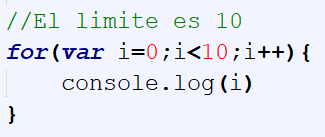 //El limite es 10
for(var i=0;i<10;i++){
    console.log(i)
}